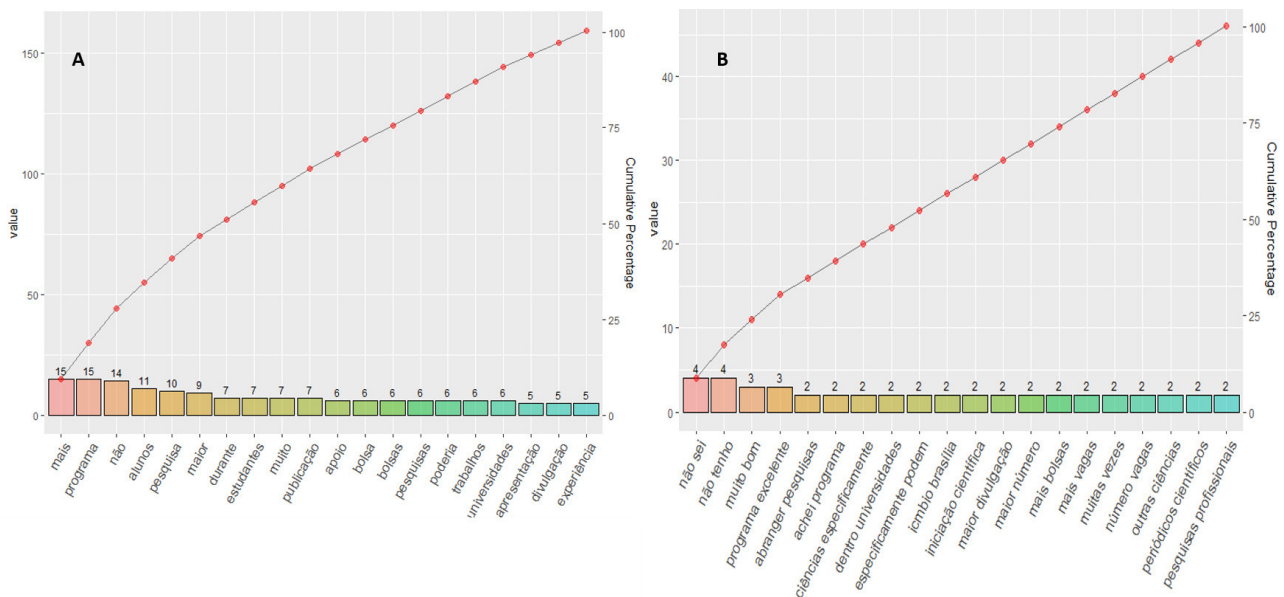 A
value
150
100
50
0
15 15 14 11 10 9 7 7 7 7 6 6 6 6 6 6 6 5 5 5
100
75
50
25
0
Cumulative Percentage
mais
programa
não
alunos
pesquisa
maior
durante
estudantes
muito
publicação
apoio
bolsa
bolsas
pesquisas
poderia
trabalhos
universidades
apresentação
divulgação
experiência
B
value
40
30
20
10
0
4 4 3 3 2 2 2 2 2 2 2 2 2 2 2 2 2 2 2 2
100
75
50
25
0
Cumulative Percentage
não sei
não tenho
muito bom
programa excelente
abranger pesquisas
achei programa
ciências especificamente
dentro universidades
especificamente podem
icmbio brasília
iniciação científica
maior divulgação
maior número
mais bolsas
mais vagas
muitas vezes
número vagas
outras ciências
periódicos científicos
pesquisas profissionais